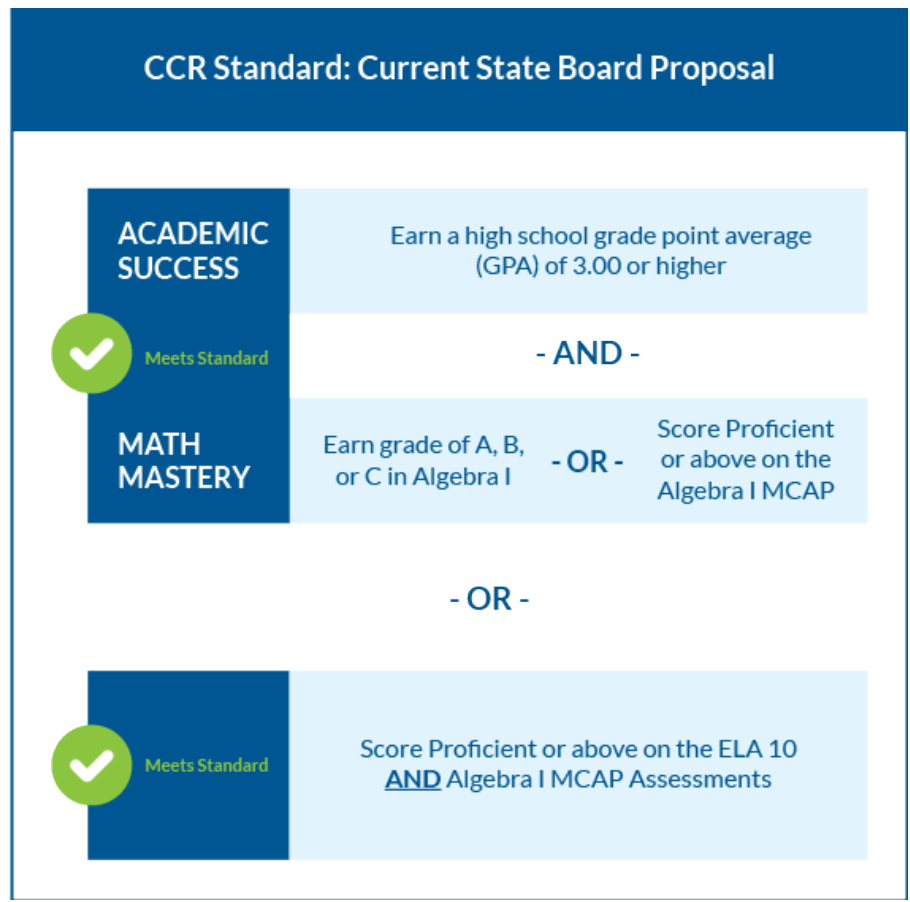 CCR Standard: Current State Board Proposal
ACADEMIC
SUCCESS
Earn a high school grade point average
(GPA) of 3.00 or higher
Meets Standard
- AND -
MATH
MASTERY
Earn grade of A, B,
or C in Algebra I
- OR -
Score Proficient
or above on the
Algebra I MCAP
- OR -
Meets Standard
Score Proficient or above on the ELA 10
AND Algebra I MCAP Assessments